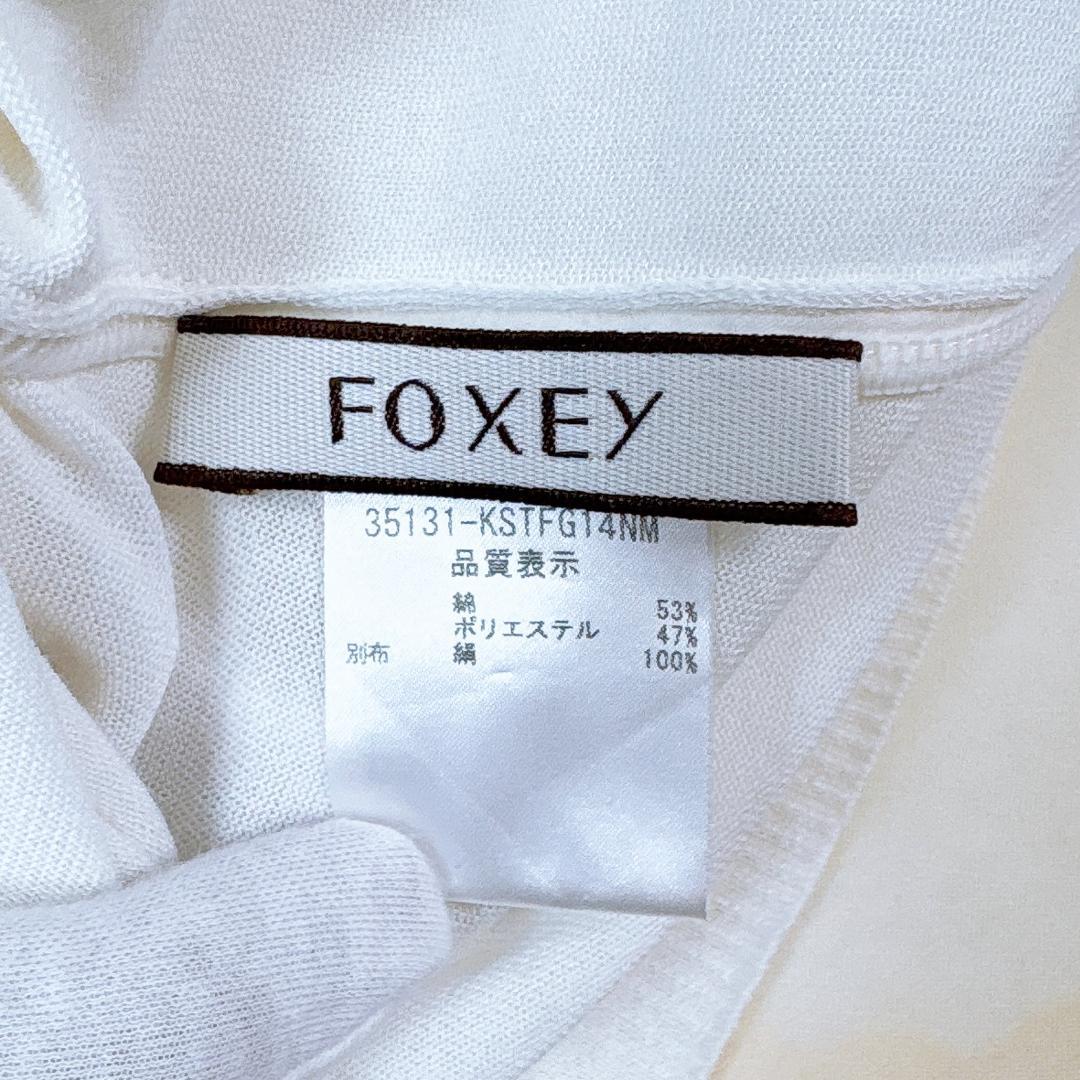 FOXEY
35131-KSTFG14NM
品質表示
綿 53%
ポリエステル 47%
別布 絹 100%